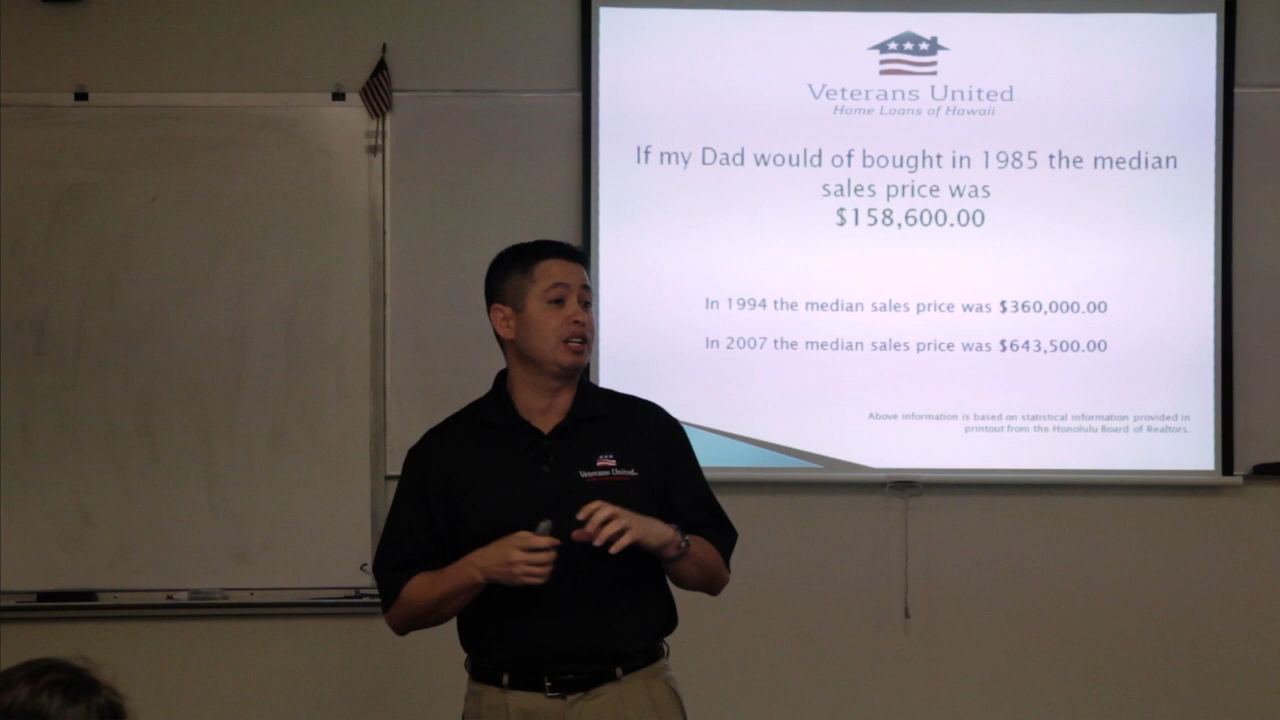 Veterans United
Home Loans of Hawaii
If my Dad would of bought in 1985 the median
sales price was
$158,600.00
In 1994 the median sales price was $360,000.00
In 2007 the median sales price was $643,500.00
Above information is based on statistical information provided in
printout from the Honolulu Board of Realtors.
Veterans United